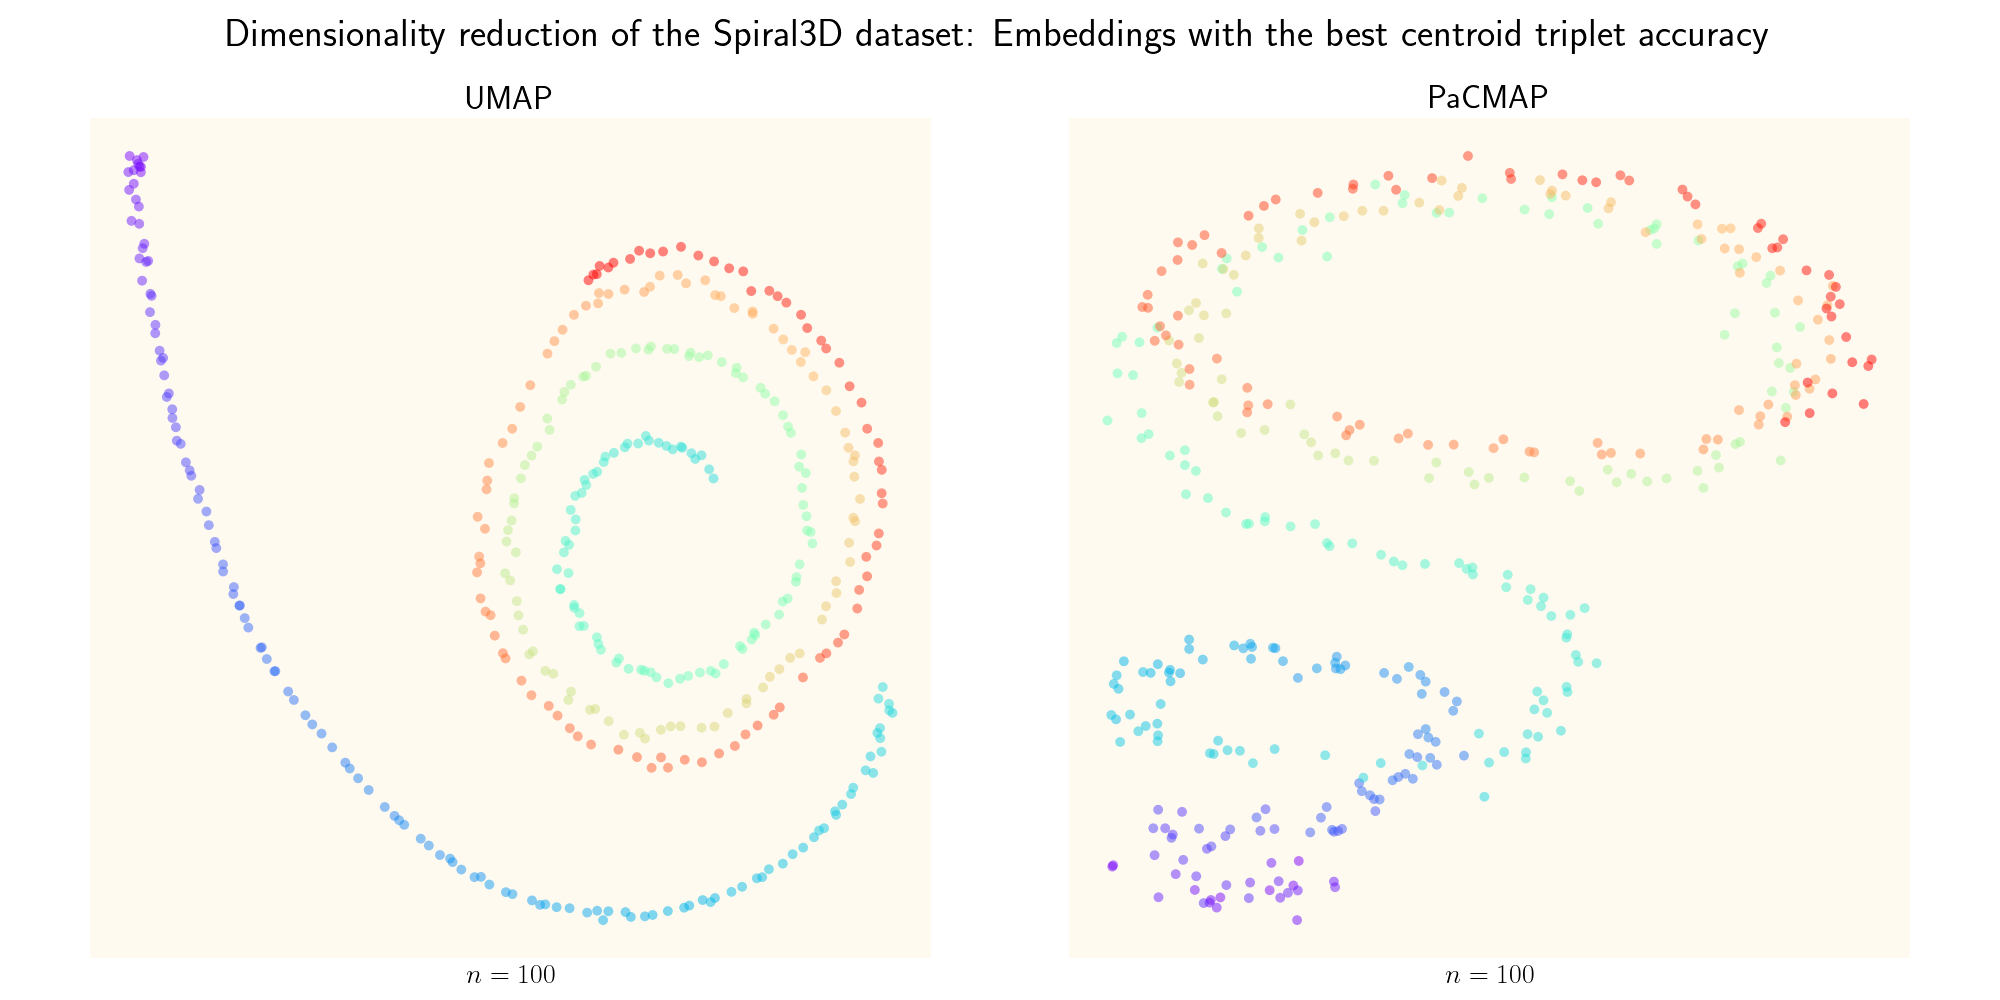 Dimensionality reduction of the Spiral3D dataset: Embeddings with the best centroid triplet accuracy
UMAP
PaCMAP
n = 100
n = 100